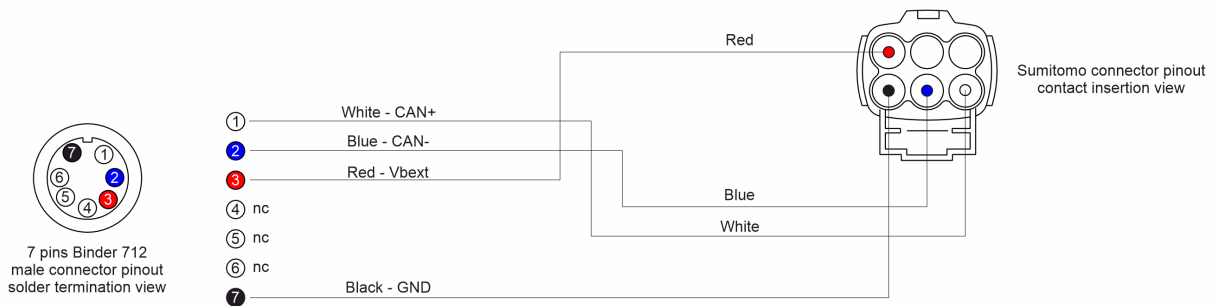 Red
Sumitomo connector pinout
contact insertion view
White - CAN+
1
Blue - CAN-
2
Red - Vbext
3
4 nc
5 nc
6 nc
Black - GND
7
Blue
White
7
1
6
2
5
3
4
7 pins Binder 712
male connector pinout
solder termination view